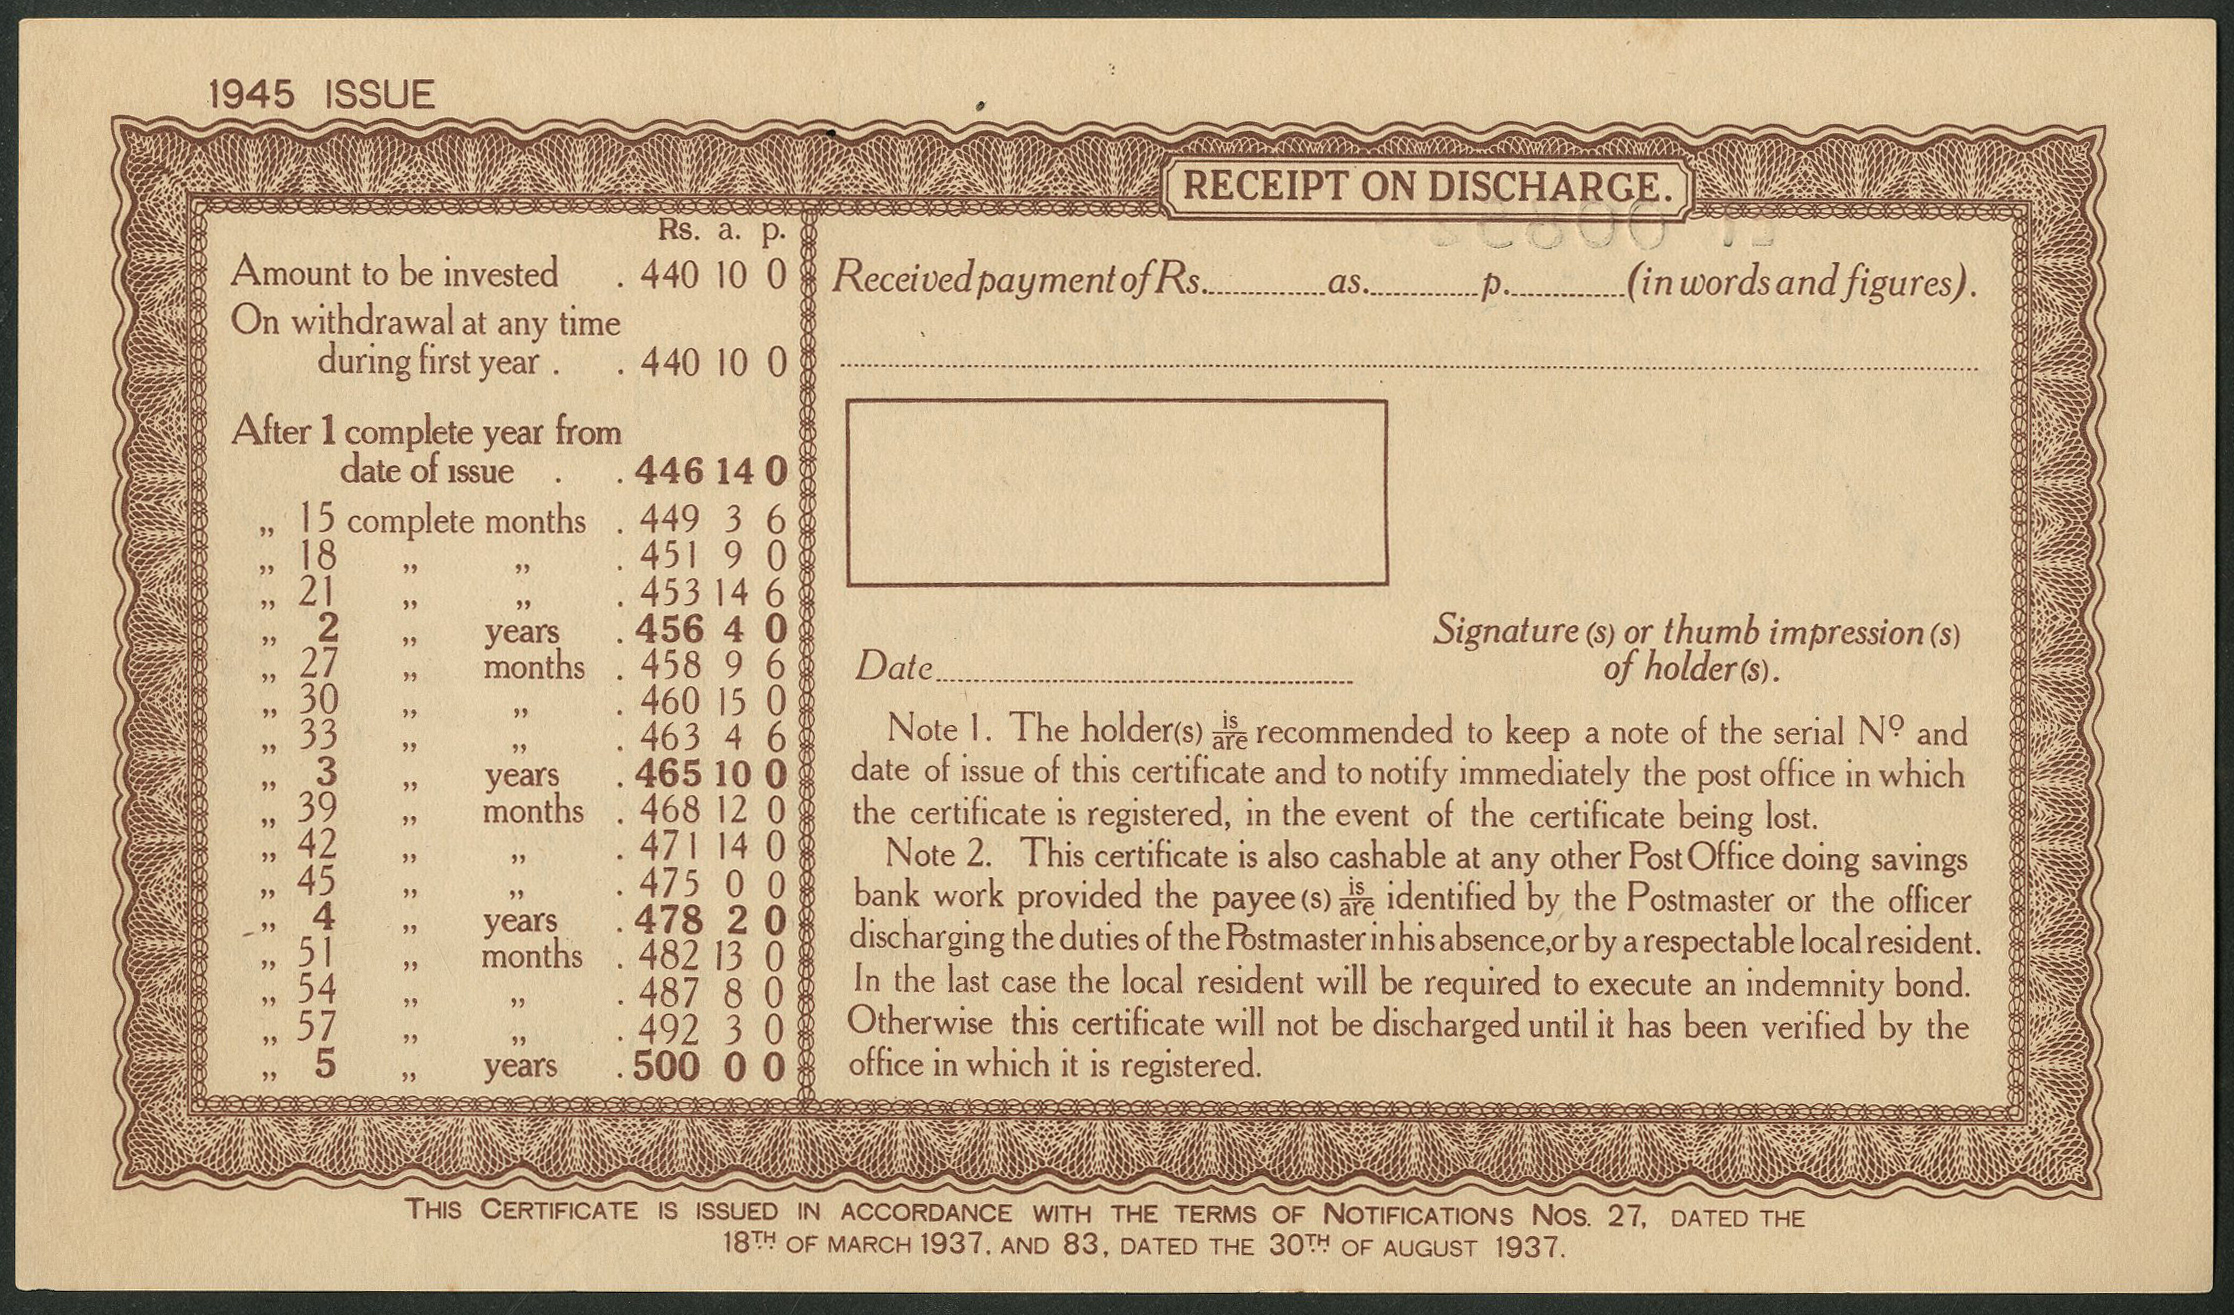 1945 ISSUE
RECEIPT ON DISCHARGE.
Rs. a. p.
Amount to be invested . 440 10 0
On withdrawal at any time
during first year . . 440 10 0
After 1 complete year from
date of issue . . 446 14 0
„ 15 complete months . 449 3 6
„ 18 „ „ . 451 9 0
„ 21 „ „ . 453 14 6
„ 2 „ years . 456 4 0
„ 27 „ months . 458 9 6
„ 30 „ „ . 460 15 0
„ 33 „ „ . 463 4 6
„ 3 „ years . 465 10 0
„ 39 „ months . 468 12 0
„ 42 „ „ . 471 14 0
„ 45 „ „ . 475 0 0
„ 4 „ years . 478 2 0
„ 51 „ months . 482 13 0
„ 54 „ „ . 487 8 0
„ 57 „ „ . 492 3 0
„ 5 „ years . 500 0 0
Received payment of Rs.............as.............p.............(in words and figures).
Signature (s) or thumb impression (s)
of holder (s).
Date..........................................
Note 1. The holder(s) is/are recommended to keep a note of the serial Nº and
date of issue of this certificate and to notify immediately the post office in which
the certificate is registered, in the event of the certificate being lost.
Note 2. This certificate is also cashable at any other Post Office doing savings
bank work provided the payee (s) is/are identified by the Postmaster or the officer
discharging the duties of the Postmaster in his absence, or by a respectable local resident.
In the last case the local resident will be required to execute an indemnity bond.
Otherwise this certificate will not be discharged until it has been verified by the
office in which it is registered.
THIS CERTIFICATE IS ISSUED IN ACCORDANCE WITH THE TERMS OF NOTIFICATIONS NOS. 27, DATED THE
18TH OF MARCH 1937. AND 83, DATED THE 30TH OF AUGUST 1937.